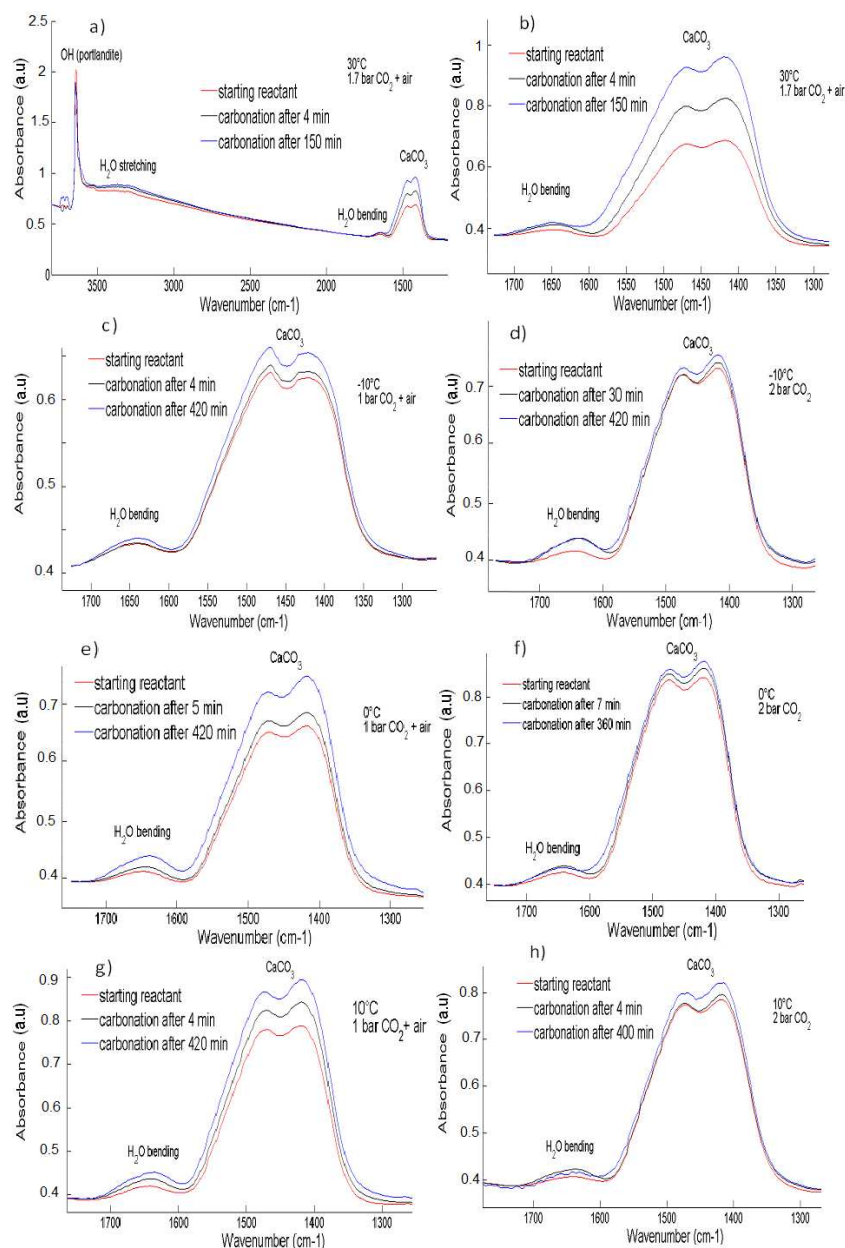 a)
2.5
2
1.5
1
0.5
0
Absorbance (a.u)
OH (portlandite)
30°C
1.7 bar CO2 + air
starting reactant
carbonation after 4 min
carbonation after 150 min
H2O stretching
CaCO3
H2O bending
3500 3000 2500 2000 1500
Wavenumber (cm-1)
b)
1
0.8
0.6
0.4
Absorbance (a.u)
CaCO3
30°C
1.7 bar CO2 + air
starting reactant
carbonation after 4 min
carbonation after 150 min
H2O bending
1700 1650 1600 1550 1500 1450 1400 1350 1300
Wavenumber (cm-1)
c)
0.6
0.5
0.4
Absorbance (a.u)
CaCO3
starting reactant
carbonation after 4 min
carbonation after 420 min
-10°C
1 bar CO2 + air
H2O bending
1700 1650 1600 1550 1500 1450 1400 1350 1300
Wavenumber (cm-1)
d)
0.7
0.6
0.5
0.4
Absorbance (a.u)
CaCO3
starting reactant
carbonation after 30 min
carbonation after 420 min
-10°C
2 bar CO2
H2O bending
1700 1600 1500 1400 1300
Wavenumber (cm-1)
e)
0.7
0.6
0.5
0.4
Absorbance (a.u)
CaCO3
starting reactant
carbonation after 5 min
carbonation after 420 min
0°C
1 bar CO2 + air
H2O bending
1700 1600 1500 1400 1300
Wavenumber (cm-1)
f)
0.8
0.7
0.6
0.5
0.4
Absorbance (a.u)
CaCO3
starting reactant
carbonation after 7 min
carbonation after 360 min
0°C
2 bar CO2
H2O bending
1700 1600 1500 1400 1300
Wavenumber (cm-1)
g)
0.9
0.8
0.7
0.6
0.5
0.4
Absorbance (a.u)
CaCO3
starting reactant
carbonation after 4 min
carbonation after 420 min
10°C
1 bar CO2+ air
H2O bending
1700 1600 1500 1400 1300
Wavenumber (cm-1)
h)
0.8
0.7
0.6
0.5
0.4
Absorbance (a.u)
CaCO3
starting reactant
carbonation after 4 min
carbonation after 400 min
10°C
2 bar CO2
H2O bending
1700 1600 1500 1400 1300
Wavenumber (cm-1)